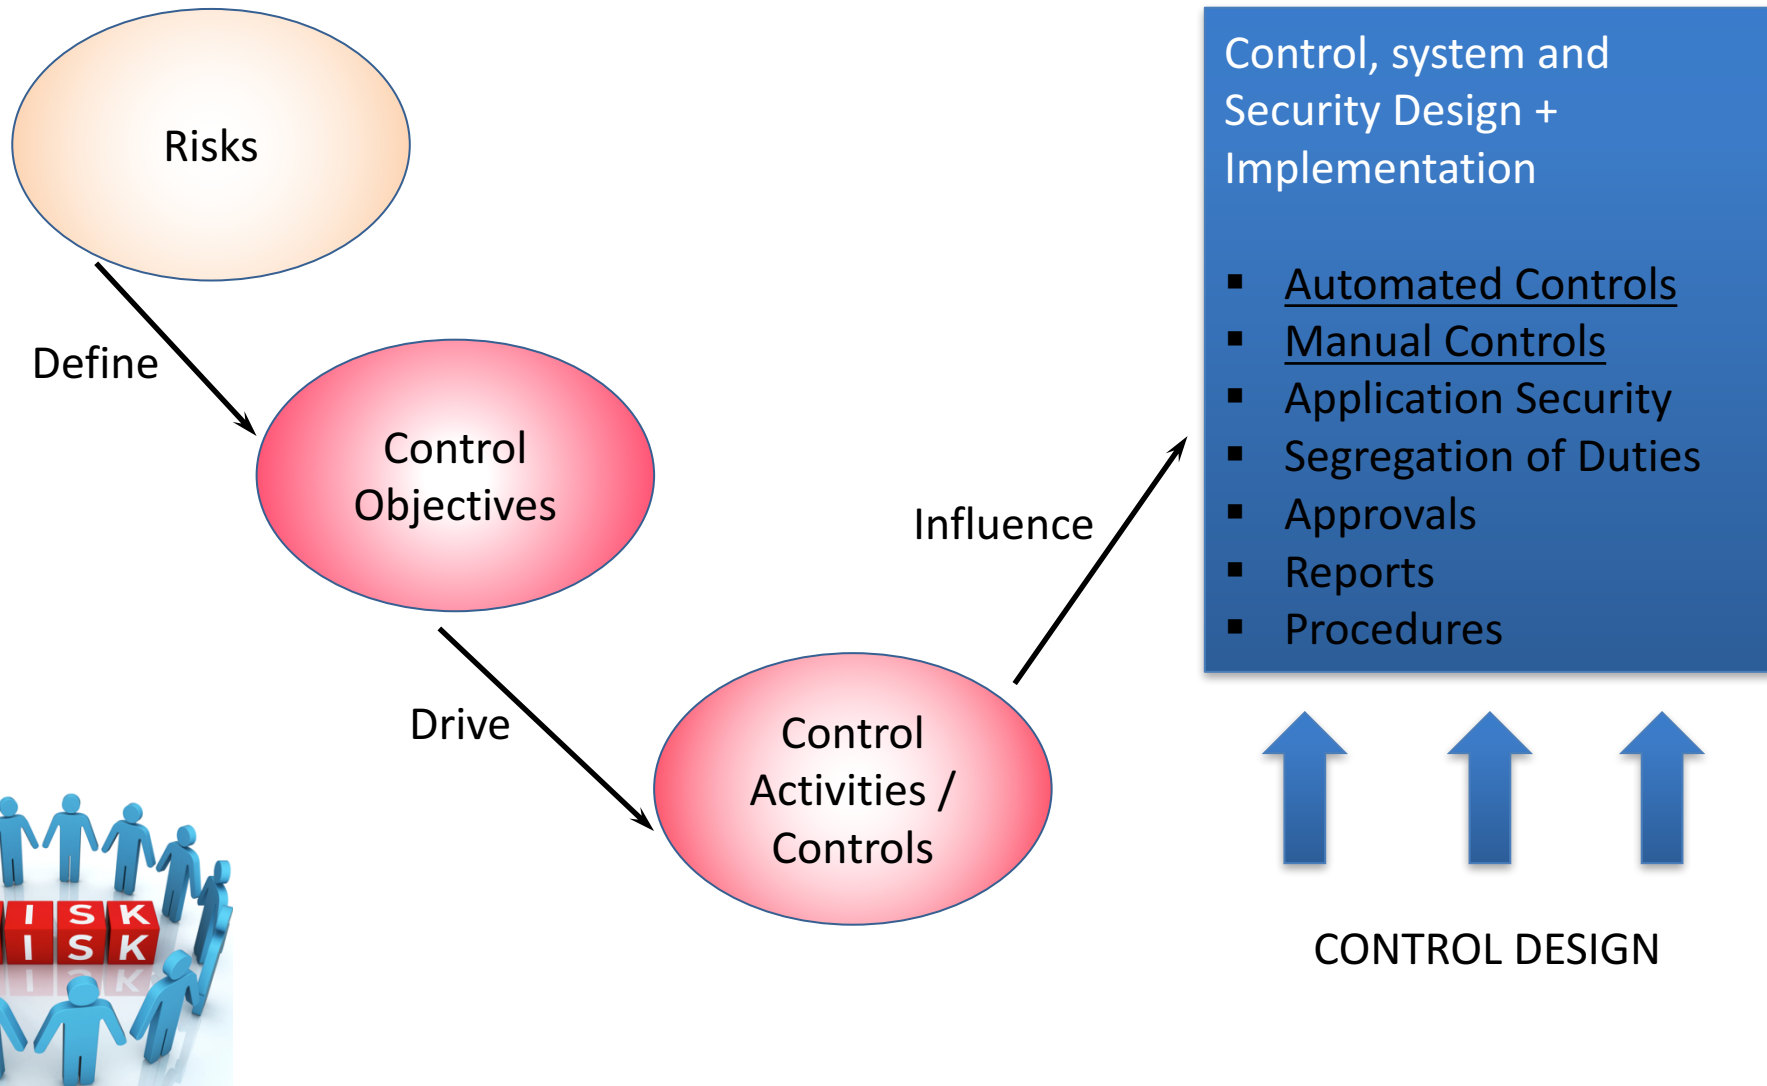 Risks
Define
Control
Objectives
Drive
Control
Activities /
Controls
Influence
Control, system and
Security Design +
Implementation
▪ Automated Controls
▪ Manual Controls
▪ Application Security
▪ Segregation of Duties
▪ Approvals
▪ Reports
▪ Procedures
CONTROL DESIGN
I S K
I S K